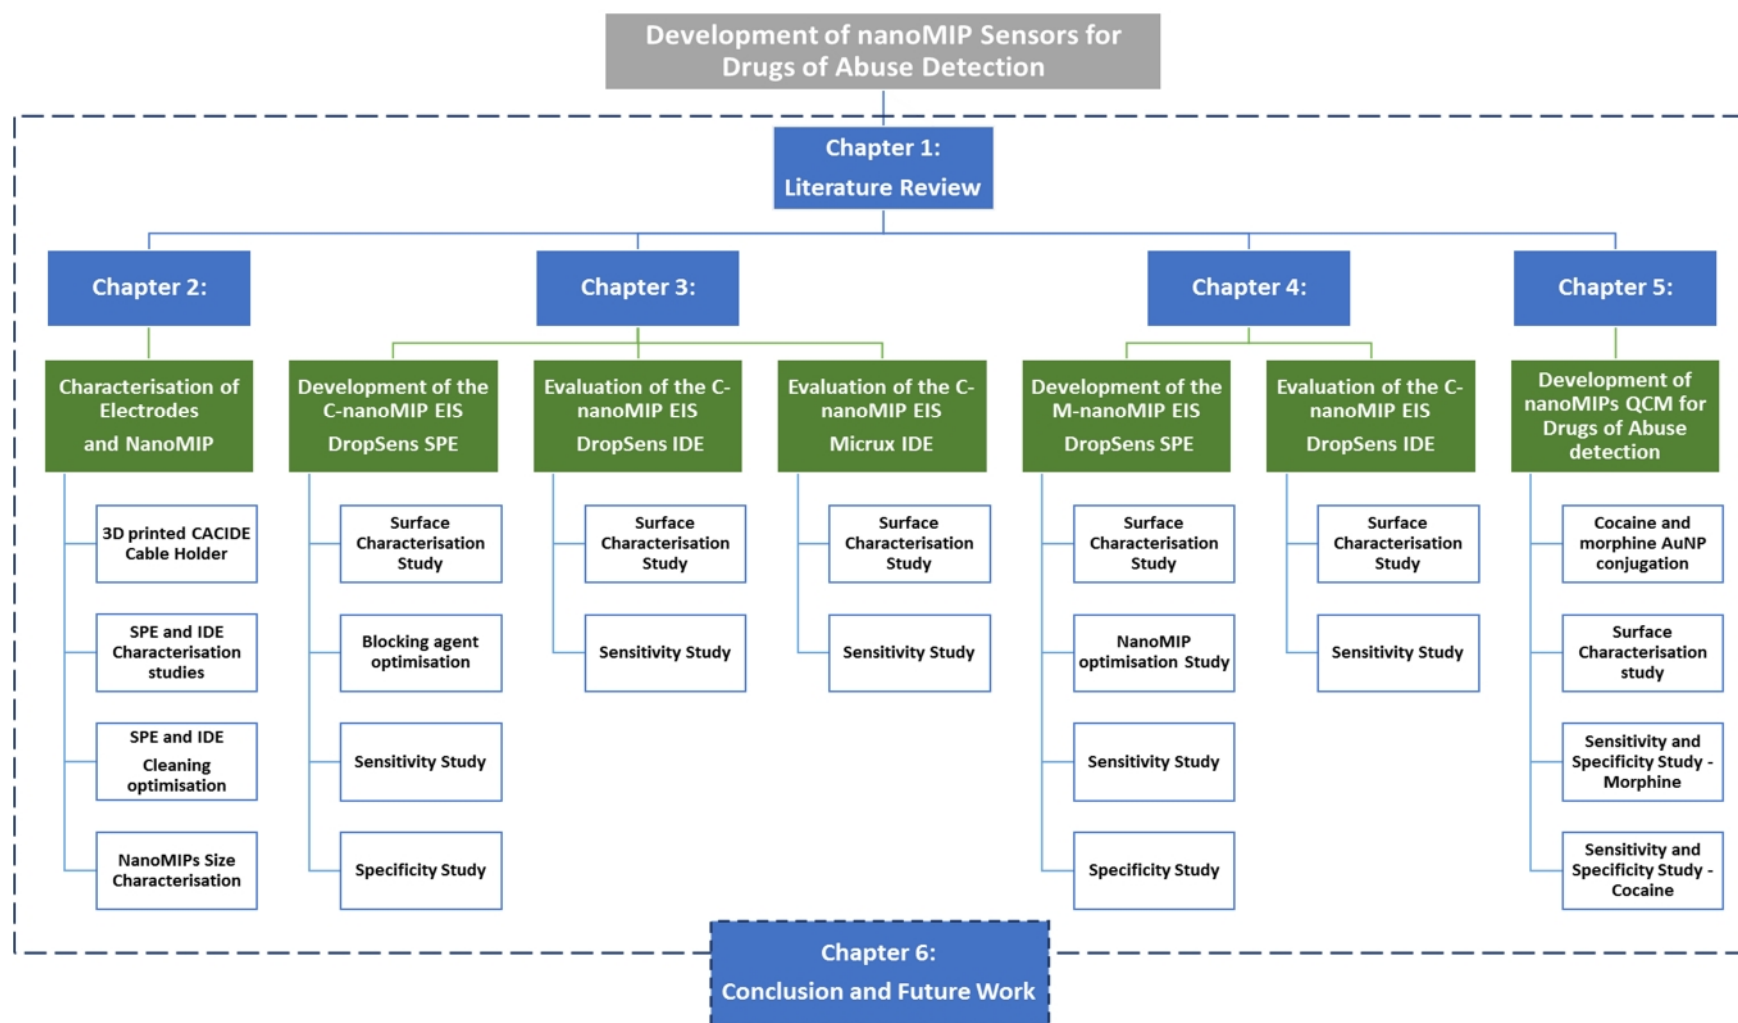 Development of nanoMIP Sensors for
Drugs of Abuse Detection
Chapter 1:
Literature Review
Chapter 2:
Chapter 3:
Chapter 4:
Chapter 5:
Characterisation of
Electrodes
and NanoMIP
Development of the
C-nanoMIP EIS
DropSens SPE
Evaluation of the C-
nanoMIP EIS
DropSens IDE
Evaluation of the C-
nanoMIP EIS
Micrux IDE
Development of the
M-nanoMIP EIS
DropSens SPE
Evaluation of the C-
nanoMIP EIS
DropSens IDE
Development of
nanoMIPs QCM for
Drugs of Abuse
detection
3D printed CACIDE
Cable Holder
SPE and IDE
Characterisation
studies
SPE and IDE
Cleaning
optimisation
NanoMIPs Size
Characterisation
Surface
Characterisation
Study
Blocking agent
optimisation
Sensitivity Study
Specificity Study
Surface
Characterisation
Study
Sensitivity Study
Surface
Characterisation
Study
Sensitivity Study
Surface
Characterisation
Study
NanoMIP
optimisation Study
Sensitivity Study
Specificity Study
Surface
Characterisation
Study
Sensitivity Study
Cocaine and
morphine AuNP
conjugation
Surface
Characterisation
study
Sensitivity and
Specificity Study -
Morphine
Sensitivity and
Specificity Study -
Cocaine
Chapter 6:
Conclusion and Future Work